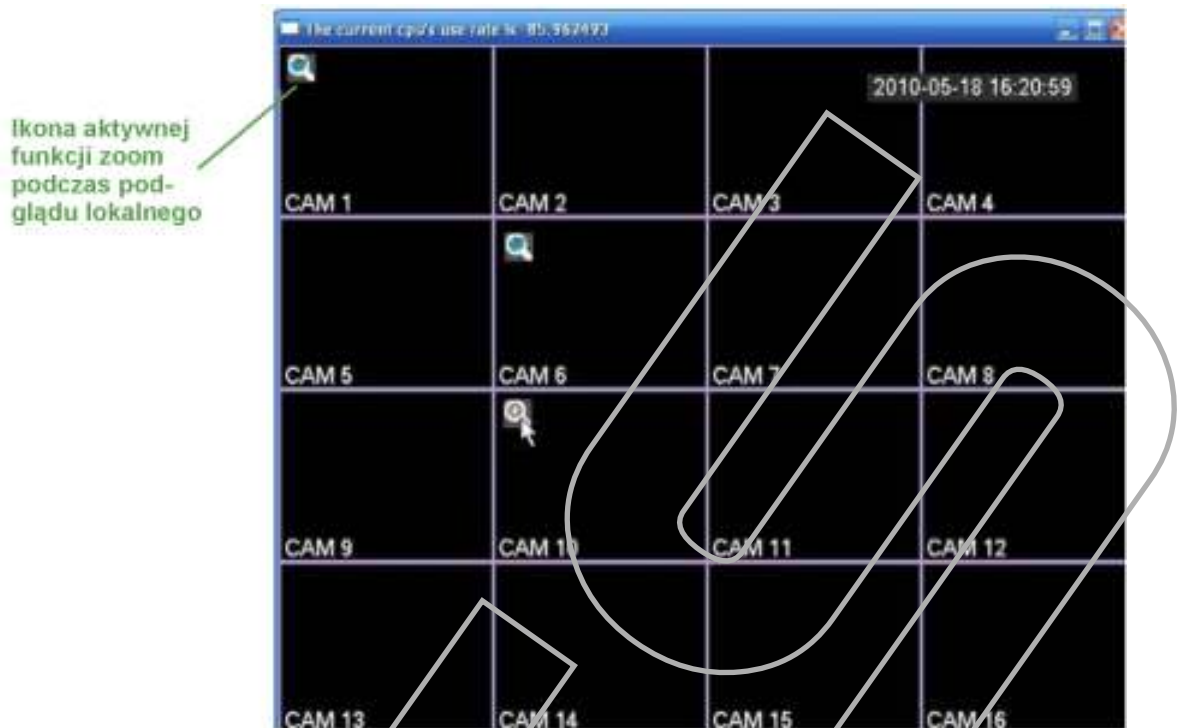 The current cpu's use rate is 85.967493
2010-05-18 16:20:59
Ikona aktywnej
funkcji zoom
podczas pod-
glądu lokalnego
CAM 1
CAM 2
CAM 3
CAM 4
CAM 5
CAM 6
CAM 7
CAM 8
CAM 9
CAM 10
CAM 11
CAM 12
CAM 13
CAM 14
CAM 15
CAM 16